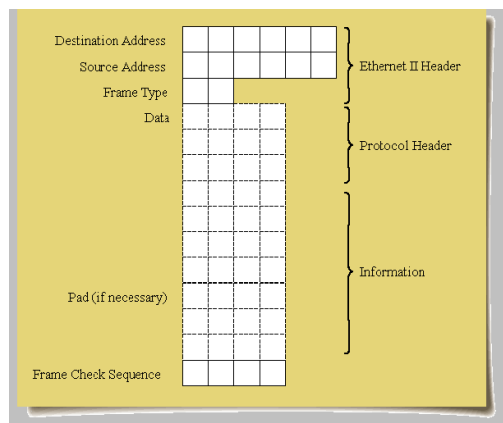 Destination Address
Source Address
Ethernet II Header
Frame Type
Data
Protocol Header
Information
Pad (if necessary)
Frame Check Sequence